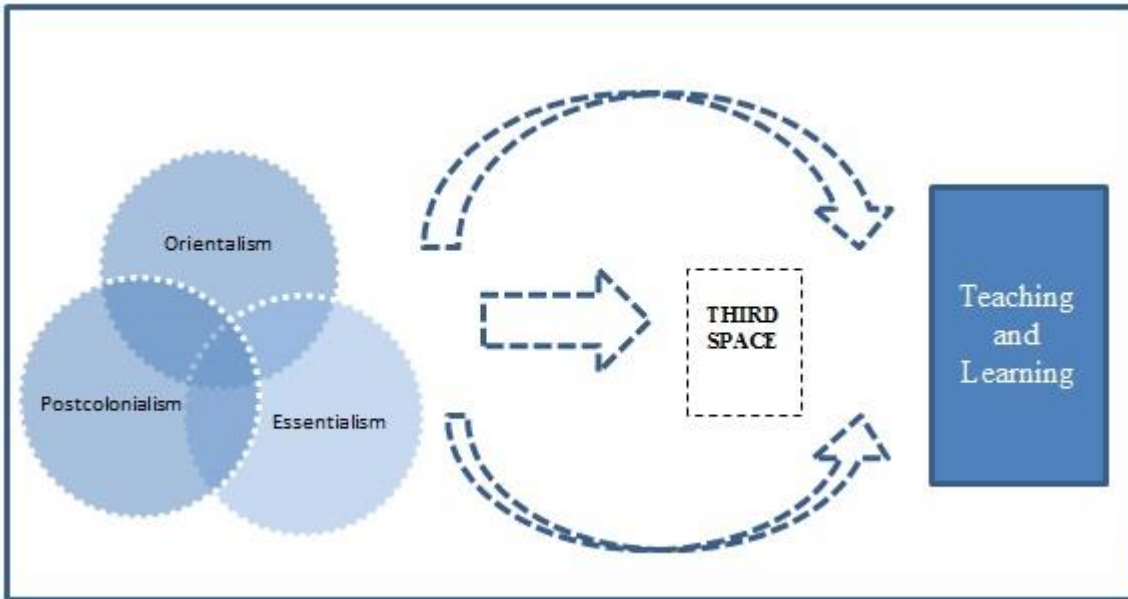 Orientalism
Postcolonialism
Essentialism
THIRD
SPACE
Teaching
and
Learning